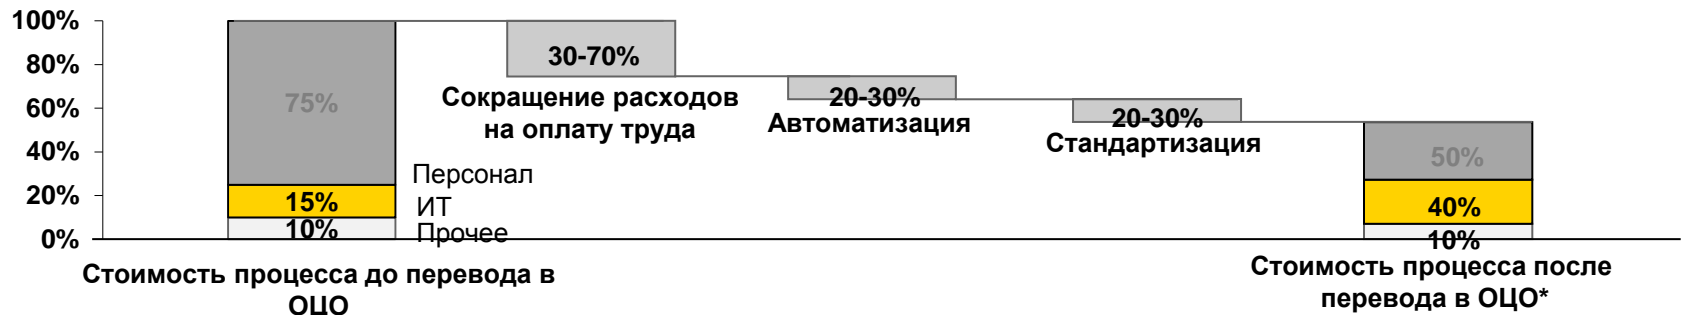 100%
80%
60%
40%
20%
0%
75%
15%
10%
Персонал
ИТ
Прочее
Стоимость процесса до перевода в
ОЦО
30-70%
Сокращение расходов
на оплату труда
20-30%
Автоматизация
20-30%
Стандартизация
50%
40%
10%
Стоимость процесса после
перевода в ОЦО*